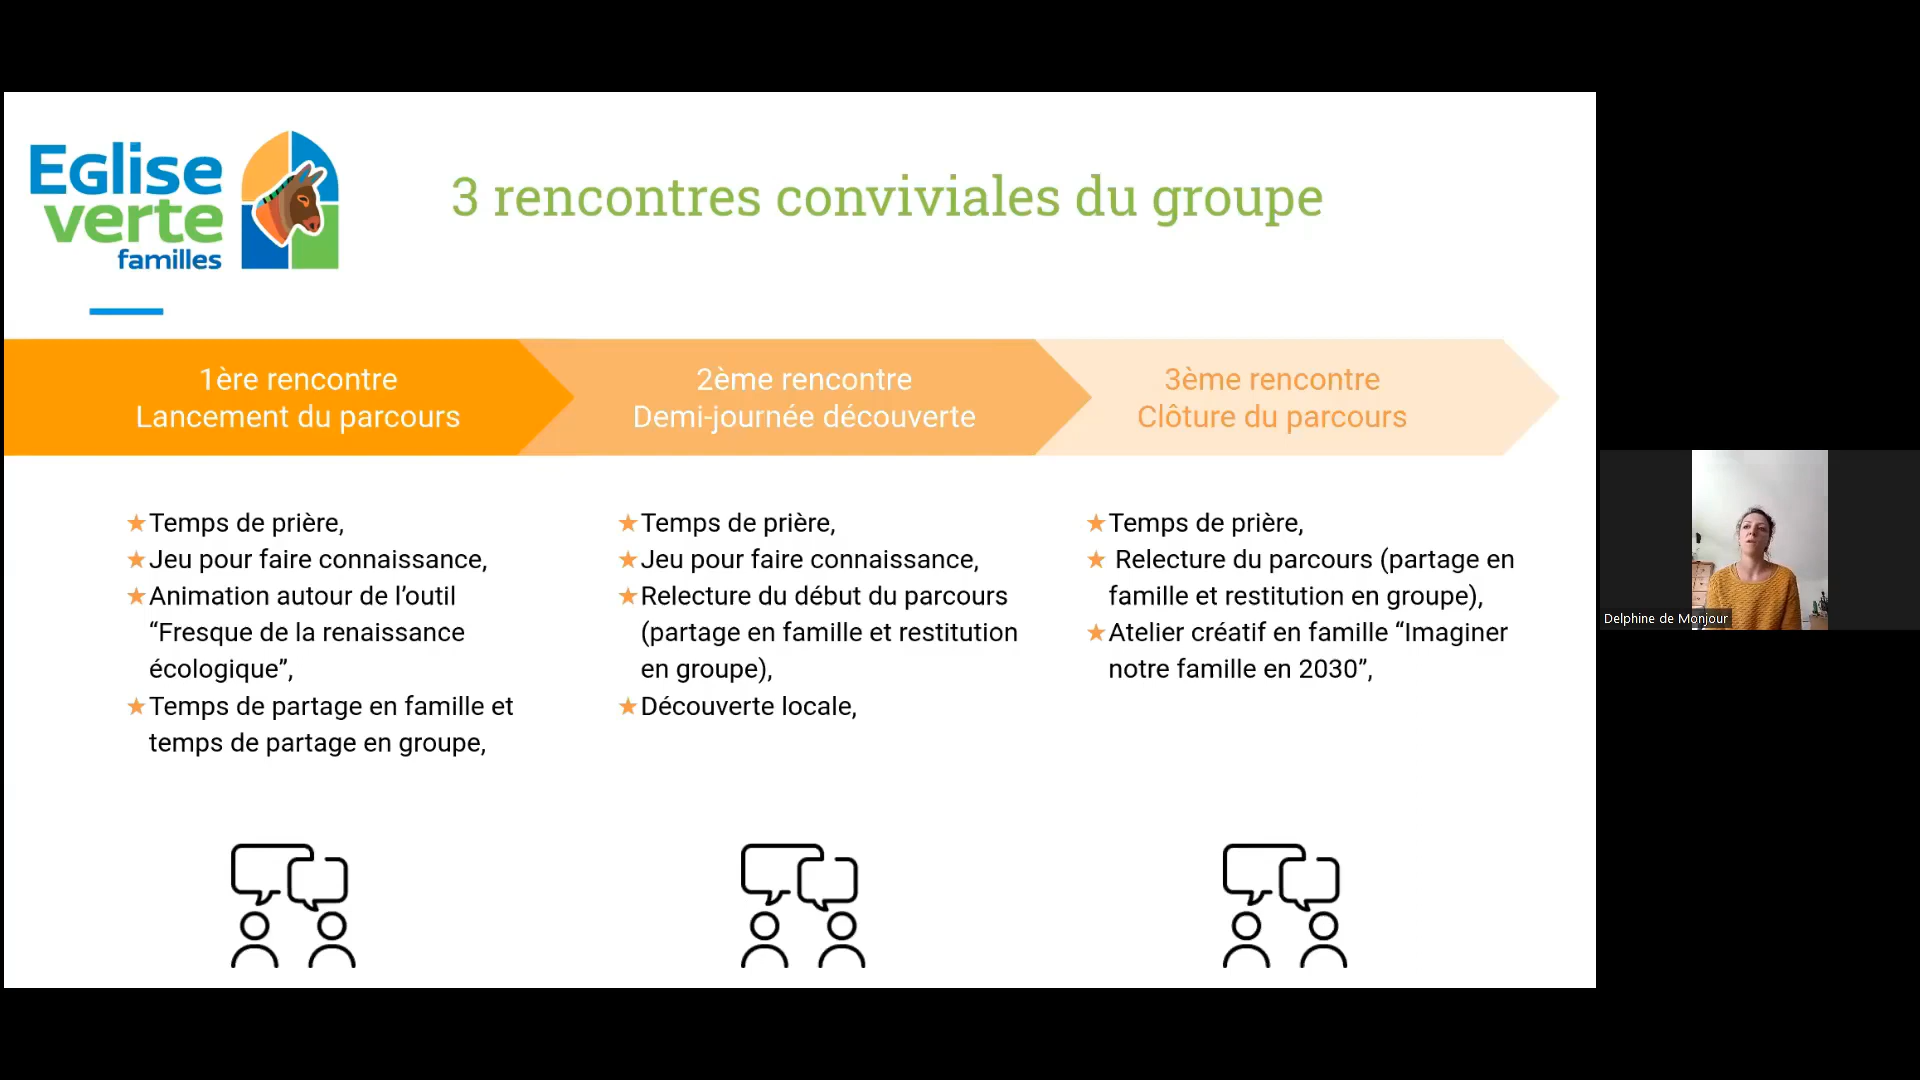 Eglise
verte
familles
3 rencontres conviviales du groupe
1ère rencontre
Lancement du parcours
2ème rencontre
Demi-journée découverte
3ème rencontre
Clôture du parcours
★Temps de prière,
★Jeu pour faire connaissance,
★Animation autour de l’outil
“Fresque de la renaissance
écologique”,
★Temps de partage en famille et
temps de partage en groupe,
★Temps de prière,
★Jeu pour faire connaissance,
★Relecture du début du parcours
(partage en famille et restitution
en groupe),
★Découverte locale,
★Temps de prière,
★ Relecture du parcours (partage en
famille et restitution en groupe),
★Atelier créatif en famille “Imaginer
notre famille en 2030”,
Delphine de Monjour